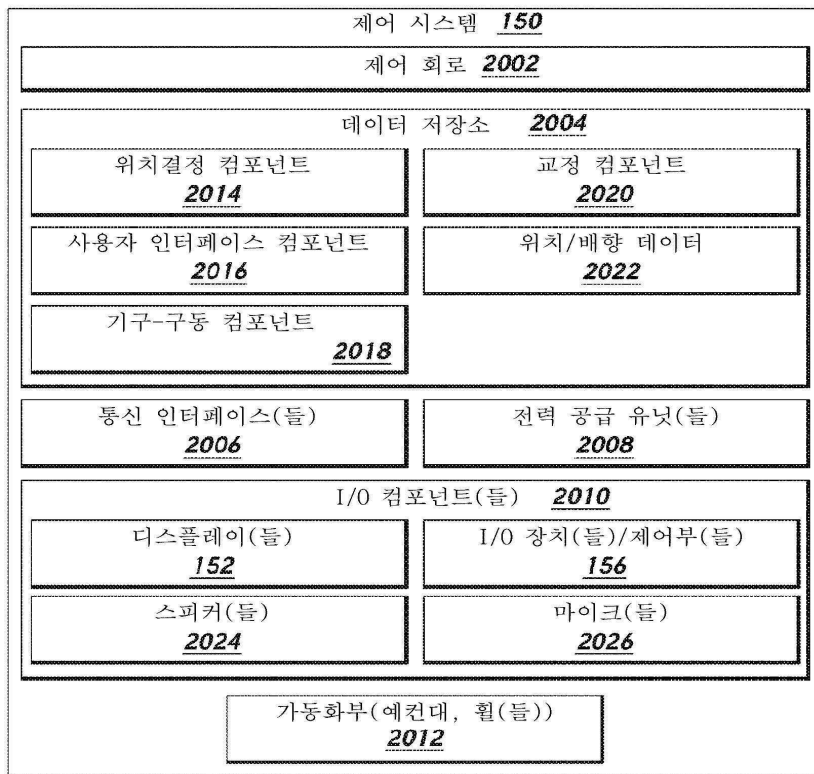 제어 시스템 150
제어 회로 2002
데이터 저장소 2004
위치결정 컴포넌트
2014
교정 컴포넌트
2020
사용자 인터페이스 컴포넌트
2016
위치/배향 데이터
2022
기구-구동 컴포넌트
2018
통신 인터페이스(들)
2006
전력 공급 유닛(들)
2008
I/O 컴포넌트(들) 2010
디스플레이(들)
152
I/O 장치(들)/제어부(들)
156
스피커(들)
2024
마이크(들)
2026
가동화부(예컨대, 휠(들))
2012